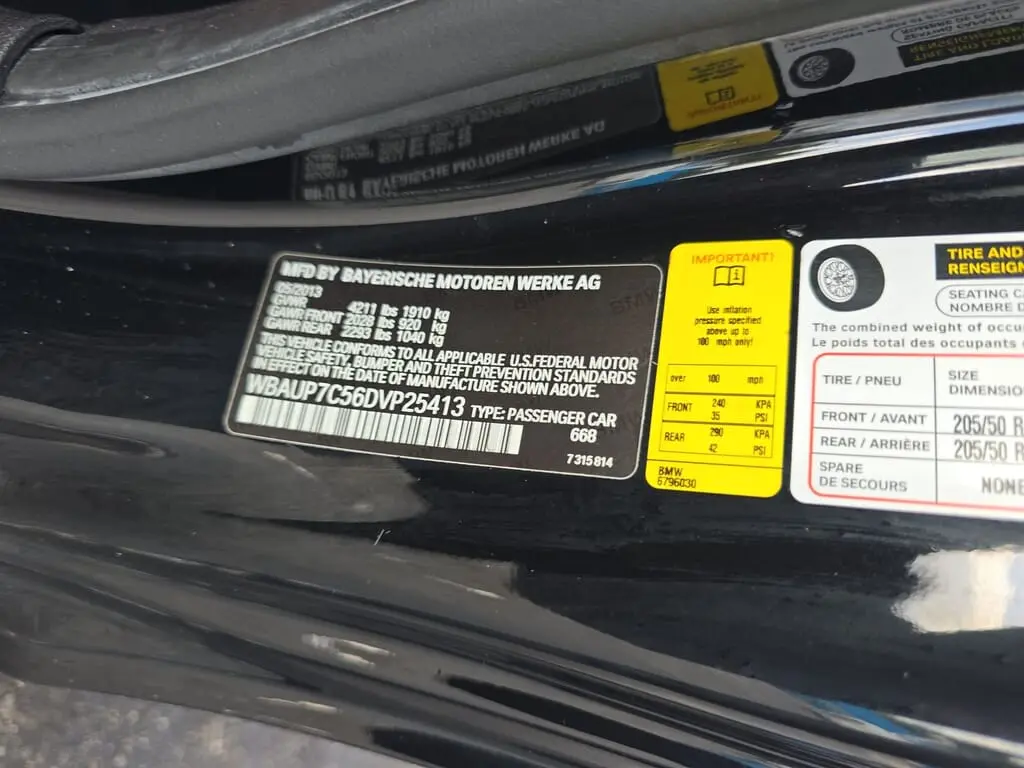 MFD BY BAYERISCHE MOTOREN WERKE AG
05/2013
GVWR 4211 lbs 1910 kg
GAWR FRONT 2028 lbs 920 kg
GAWR REAR 2293 lbs 1040 kg
THIS VEHICLE CONFORMS TO ALL APPLICABLE U.S.FEDERAL MOTOR
VEHICLE SAFETY, BUMPER AND THEFT PREVENTION STANDARDS
IN EFFECT ON THE DATE OF MANUFACTURE SHOWN ABOVE.
WBAUP7C56DVP25413 TYPE: PASSENGER CAR
668
7315814
IMPORTANT!
Use inflation
pressure specified
above up to
100 mph only!
over 100 mph
FRONT 240 KPA
35 PSI
REAR 290 KPA
42 PSI
BMW
6796030
TIRE AND
SEATING
NOMBRE
The combined weight of
Le poids total des occupants
TIRE / PNEU
SIZE
FRONT / AVANT 205/50 R
REAR / ARRIÈRE 205/50 R
SPARE
DE SECOURS
NONE